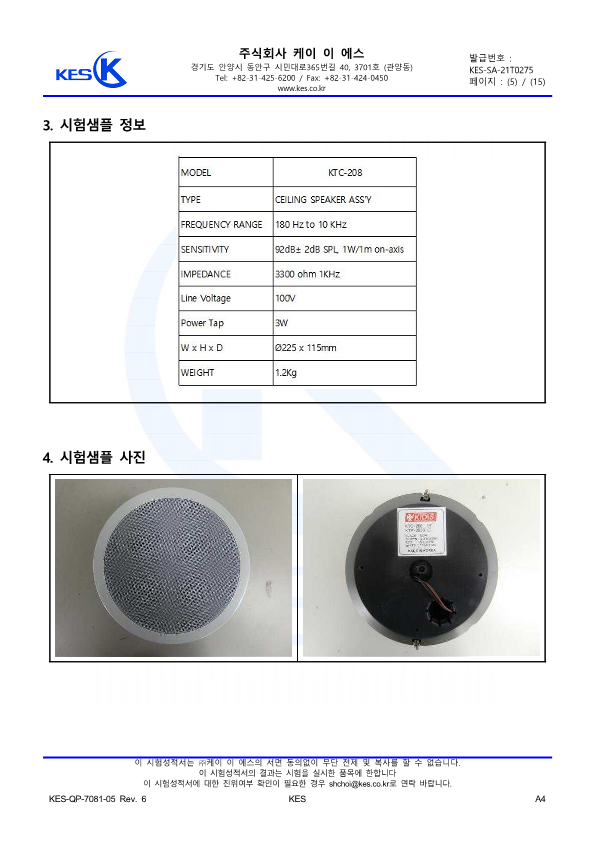 KES
주식회사 케이 이 에스
경기도 안양시 동안구 시민대로365번길 40, 3701호 (관양동)
Tel: +82-31-425-6200 / Fax: +82-31-424-0450
www.kes.co.kr
발급번호 :
KES-SA-21T0275
페이지 : (5) / (15)
3. 시험샘플 정보
MODEL KTC-208
TYPE CEILING SPEAKER ASS'Y
FREQUENCY RANGE 180 Hz to 10 KHz
SENSITIVITY 92dB± 2dB SPL, 1W/1m on-axis
IMPEDANCE 3300 ohm 1KHz
Line Voltage 100V
Power Tap 3W
W x H x D Ø225 x 115mm
WEIGHT 1.2Kg
4. 시험샘플 사진
MADE IN KOREA
이 시험성적서는 ㈜케이 이 에스의 서면 동의없이 무단 전제 및 복사를 할 수 없습니다.
이 시험성적서의 결과는 시험을 실시한 품목에 한합니다
이 시험성적서에 대한 진위여부 확인이 필요한 경우 shchoi@kes.co.kr로 연락 바랍니다.
KES-QP-7081-05 Rev. 6 KES A4